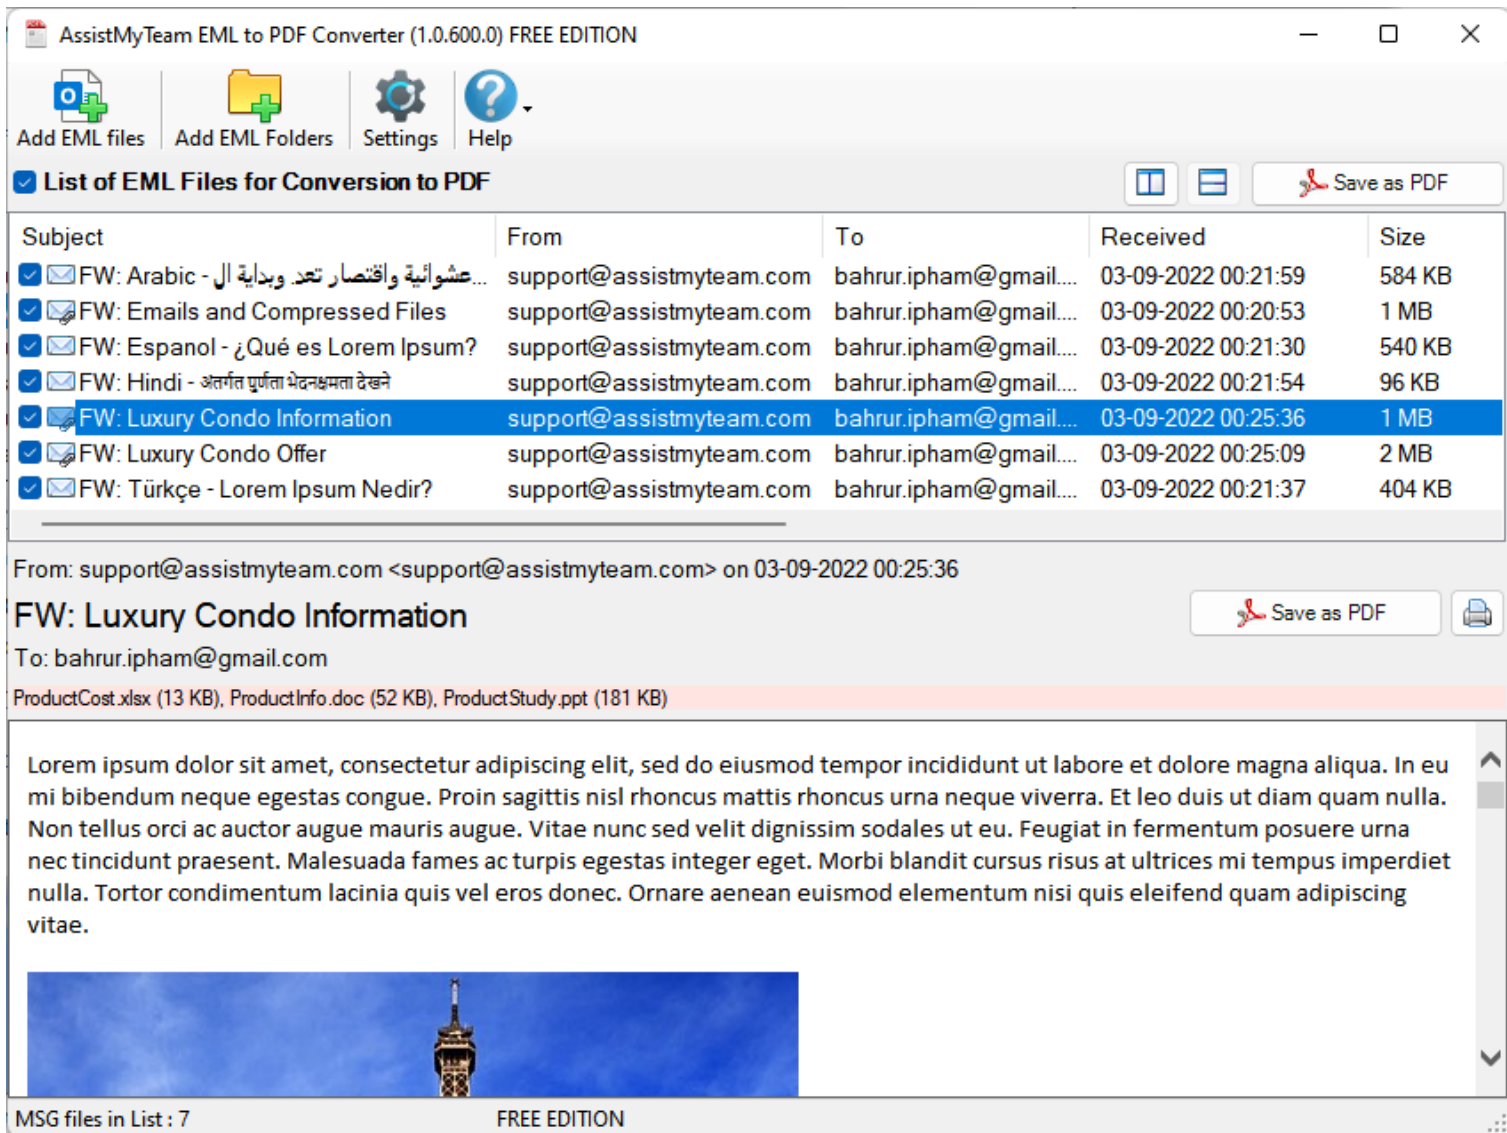 AssistMyTeam EML to PDF Converter (1.0.600.0) FREE EDITION
Add EML files Add EML Folders Settings Help
List of EML Files for Conversion to PDF Save as PDF
Subject From To Received Size
FW: Arabic - عشوائية واقتصار تعد. وبداية ال... support@assistmyteam.com bahrur.ipham@gmail.... 03-09-2022 00:21:59 584 KB
FW: Emails and Compressed Files support@assistmyteam.com bahrur.ipham@gmail.... 03-09-2022 00:20:53 1 MB
FW: Espanol - ¿Qué es Lorem Ipsum? support@assistmyteam.com bahrur.ipham@gmail.... 03-09-2022 00:21:30 540 KB
FW: Hindi - अंतर्गत पुर्णता भेदनक्षमता देखने support@assistmyteam.com bahrur.ipham@gmail.... 03-09-2022 00:21:54 96 KB
FW: Luxury Condo Information support@assistmyteam.com bahrur.ipham@gmail.... 03-09-2022 00:25:36 1 MB
FW: Luxury Condo Offer support@assistmyteam.com bahrur.ipham@gmail.... 03-09-2022 00:25:09 2 MB
FW: Türkçe - Lorem Ipsum Nedir? support@assistmyteam.com bahrur.ipham@gmail.... 03-09-2022 00:21:37 404 KB
From: support@assistmyteam.com <support@assistmyteam.com> on 03-09-2022 00:25:36
FW: Luxury Condo Information Save as PDF
To: bahrur.ipham@gmail.com
ProductCost.xlsx (13 KB), ProductInfo.doc (52 KB), ProductStudy.ppt (181 KB)
Lorem ipsum dolor sit amet, consectetur adipiscing elit, sed do eiusmod tempor incididunt ut labore et dolore magna aliqua. In eu
mi bibendum neque egestas congue. Proin sagittis nisl rhoncus mattis rhoncus urna neque viverra. Et leo duis ut diam quam nulla.
Non tellus orci ac auctor augue mauris augue. Vitae nunc sed velit dignissim sodales ut eu. Feugiat in fermentum posuere urna
nec tincidunt praesent. Malesuada fames ac turpis egestas integer eget. Morbi blandit cursus risus at ultrices mi tempus imperdiet
nulla. Tortor condimentum lacinia quis vel eros donec. Ornare aenean euismod elementum nisi quis eleifend quam adipiscing
vitae.
MSG files in List : 7 FREE EDITION